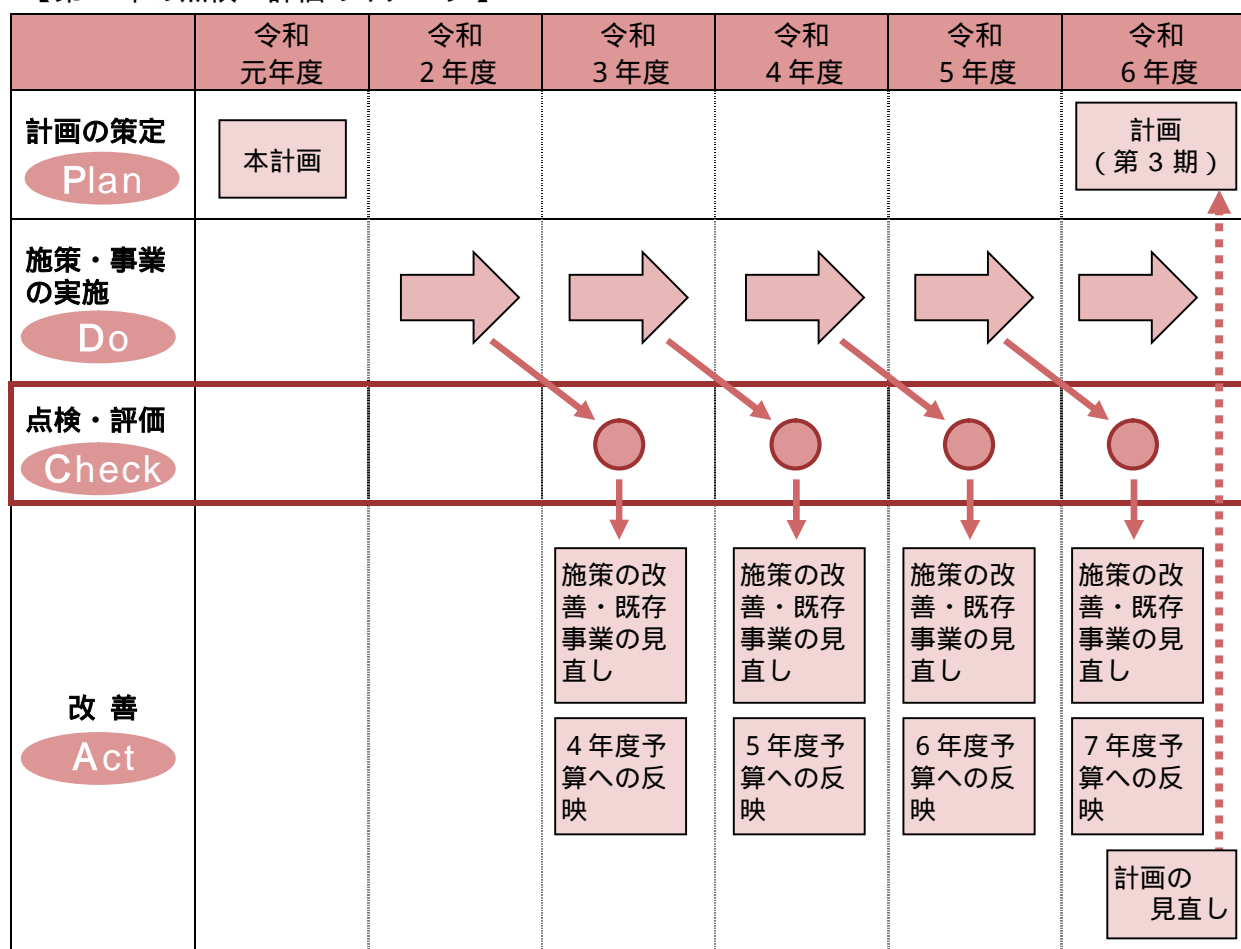 令和
元年度
令和
2年度
令和
3年度
令和
4年度
令和
5年度
令和
6年度
計画の策定
Plan
本計画
計画
（第3期）
施策・事業
の実施
Do
点検・評価
Check
改 善
Act
施策の改
善・既存
事業の見
直し
施策の改
善・既存
事業の見
直し
施策の改
善・既存
事業の見
直し
施策の改
善・既存
事業の見
直し
4年度予
算への反
映
5年度予
算への反
映
6年度予
算への反
映
7年度予
算への反
映
計画の
見直し